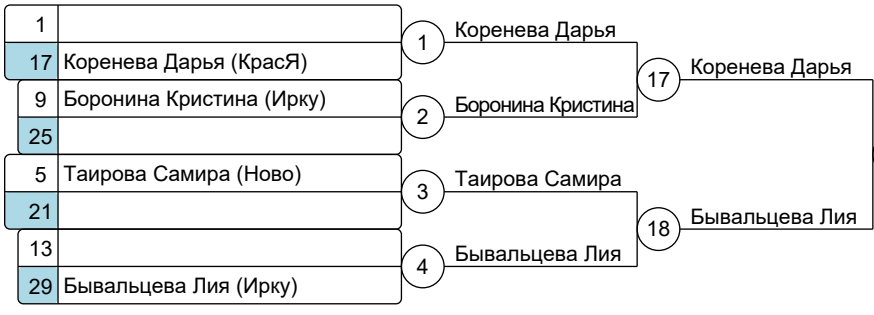 1
17 Коренева Дарья (КрасЯ)
9 Боронина Кристина (Ирку)
25
5 Таирова Самира (Ново)
21
13
29 Бывальцева Лия (Ирку)
1 Коренева Дарья
2 Боронина Кристина
3 Таирова Самира
4 Бывальцева Лия
17 Коренева Дарья
18 Бывальцева Лия